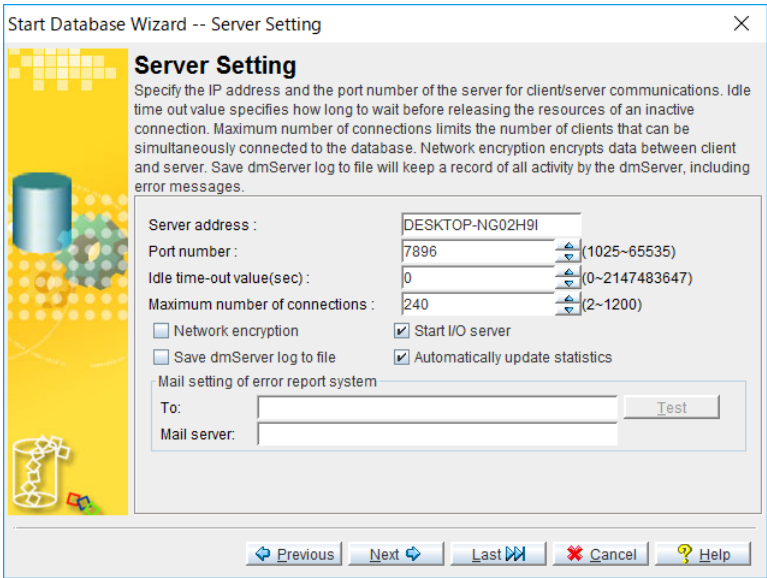 Start Database Wizard -- Server Setting
Server Setting
Specify the IP address and the port number of the server for client/server communications. Idle
time out value specifies how long to wait before releasing the resources of an inactive
connection. Maximum number of connections limits the number of clients that can be
simultaneously connected to the database. Network encryption encrypts data between client
and server. Save dmServer log to file will keep a record of all activity by the dmServer, including
error messages.
Server address : DESKTOP-NG02H9I
Port number : 7896 (1025~65535)
Idle time-out value(sec) : 0 (0~2147483647)
Maximum number of connections : 240 (2~1200)
Network encryption Start I/O server
Save dmServer log to file Automatically update statistics
Mail setting of error report system
To: Test
Mail server:
Previous Next Last Cancel Help